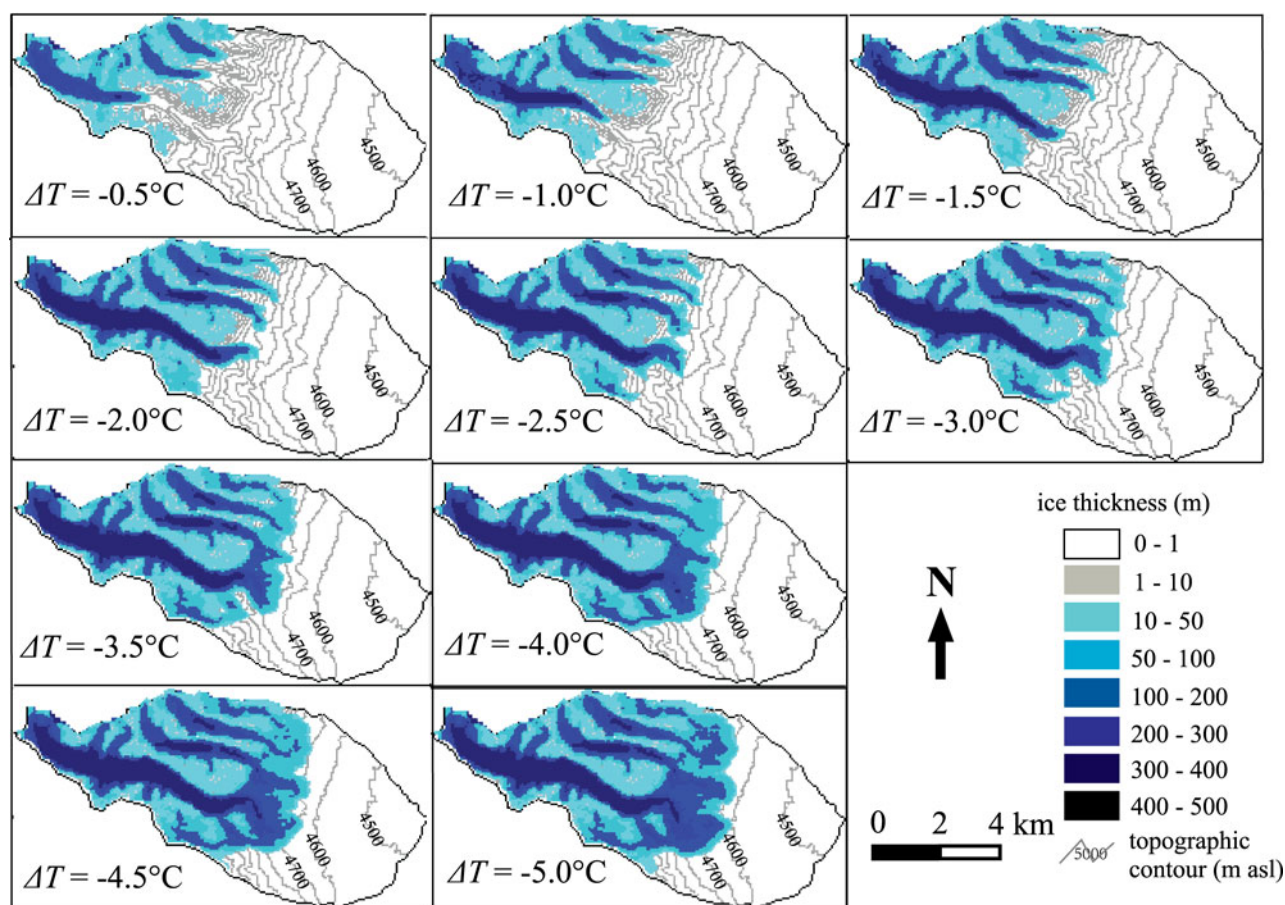 4500
4600
4700
ΔT = -0.5°C
4500
4600
4700
ΔT = -1.0°C
4500
4600
4700
ΔT = -1.5°C
4500
4600
4700
ΔT = -2.0°C
4500
4600
4700
ΔT = -2.5°C
4500
4600
4700
ΔT = -3.0°C
4500
4600
4700
ΔT = -3.5°C
4500
4600
4700
ΔT = -4.0°C
4500
4600
4700
ΔT = -4.5°C
4500
4600
4700
ΔT = -5.0°C
N
0 2 4 km
ice thickness (m)
0 - 1
1 - 10
10 - 50
50 - 100
100 - 200
200 - 300
300 - 400
400 - 500
5000 topographic
contour (m asl)